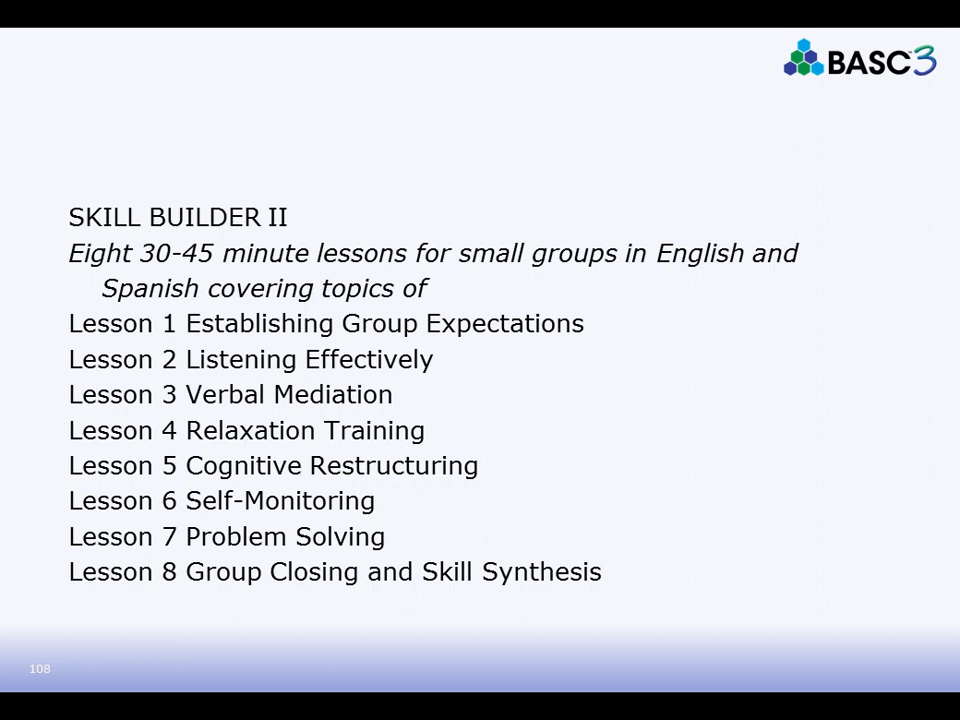 BASC™3
SKILL BUILDER II
Eight 30-45 minute lessons for small groups in English and
Spanish covering topics of
Lesson 1 Establishing Group Expectations
Lesson 2 Listening Effectively
Lesson 3 Verbal Mediation
Lesson 4 Relaxation Training
Lesson 5 Cognitive Restructuring
Lesson 6 Self-Monitoring
Lesson 7 Problem Solving
Lesson 8 Group Closing and Skill Synthesis
108